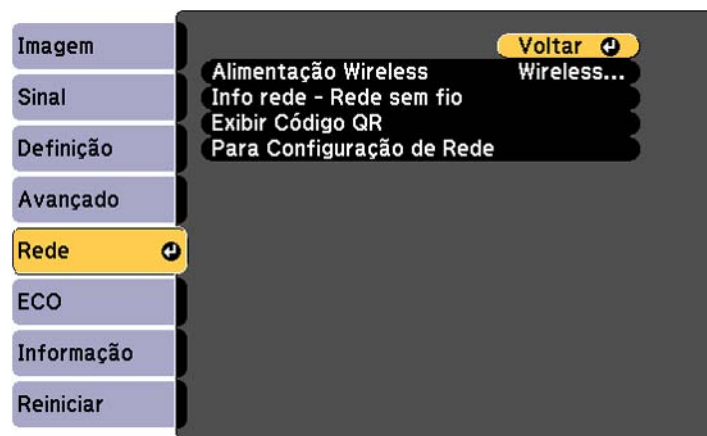 Imagem
Sinal
Definição
Avançado
Rede
ECO
Informação
Reiniciar
Voltar
Alimentação Wireless Wireless...
Info rede - Rede sem fio
Exibir Código QR
Para Configuração de Rede